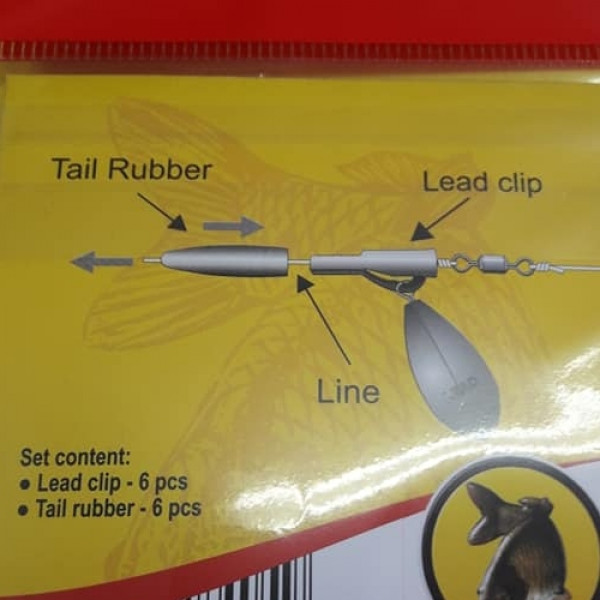 Tail Rubber
Lead clip
Line
Set content:
• Lead clip - 6 pcs
• Tail rubber - 6 pcs